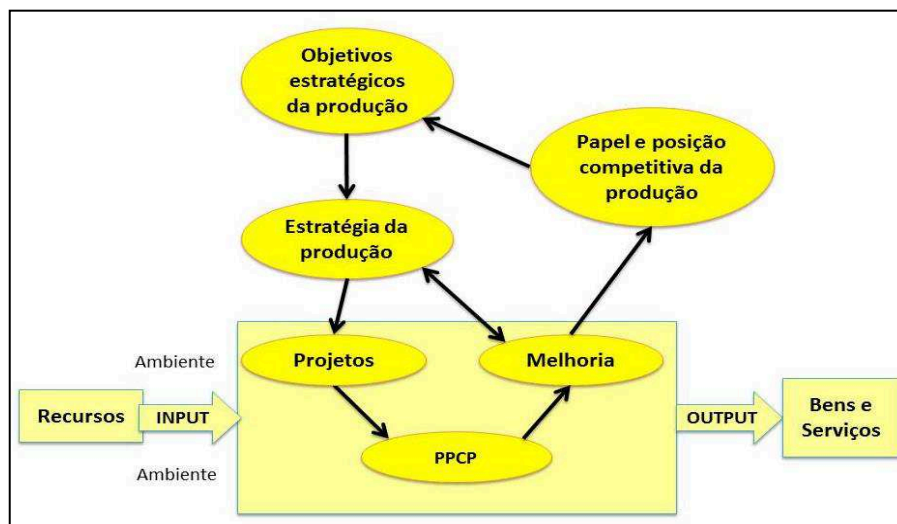 Objetivos
estratégicos
da produção
Papel e posição
competitiva da
produção
Estratégia da
produção
Projetos
Melhoria
PPCP
Ambiente
Recursos
INPUT
Ambiente
OUTPUT
Bens e
Serviços